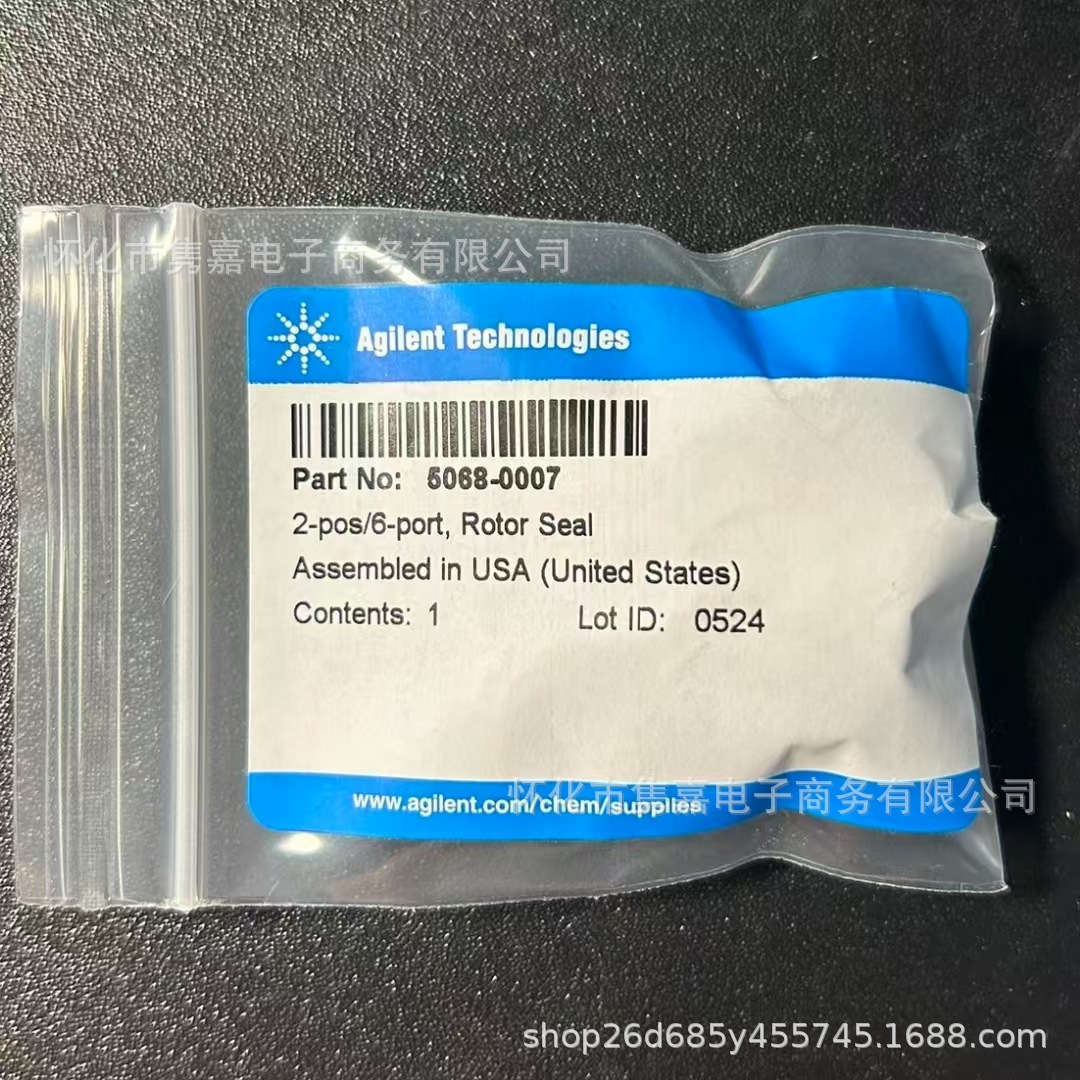 怀化市隽嘉电子商务有限公司
Agilent Technologies
Part No: 5068-0007
2-pos/6-port, Rotor Seal
Assembled in USA (United States)
Contents: 1 Lot ID: 0524
www.agilent.com/chem/supplies
怀化市隽嘉电子商务有限公司
shop26d685y455745.1688.com